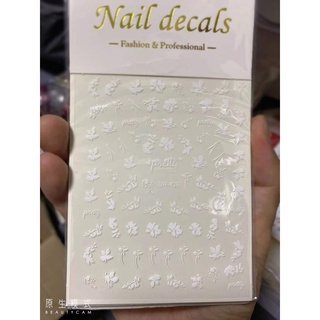 Nail decals
— Fashion & Professional —
原生模式
BEAUTYCAM